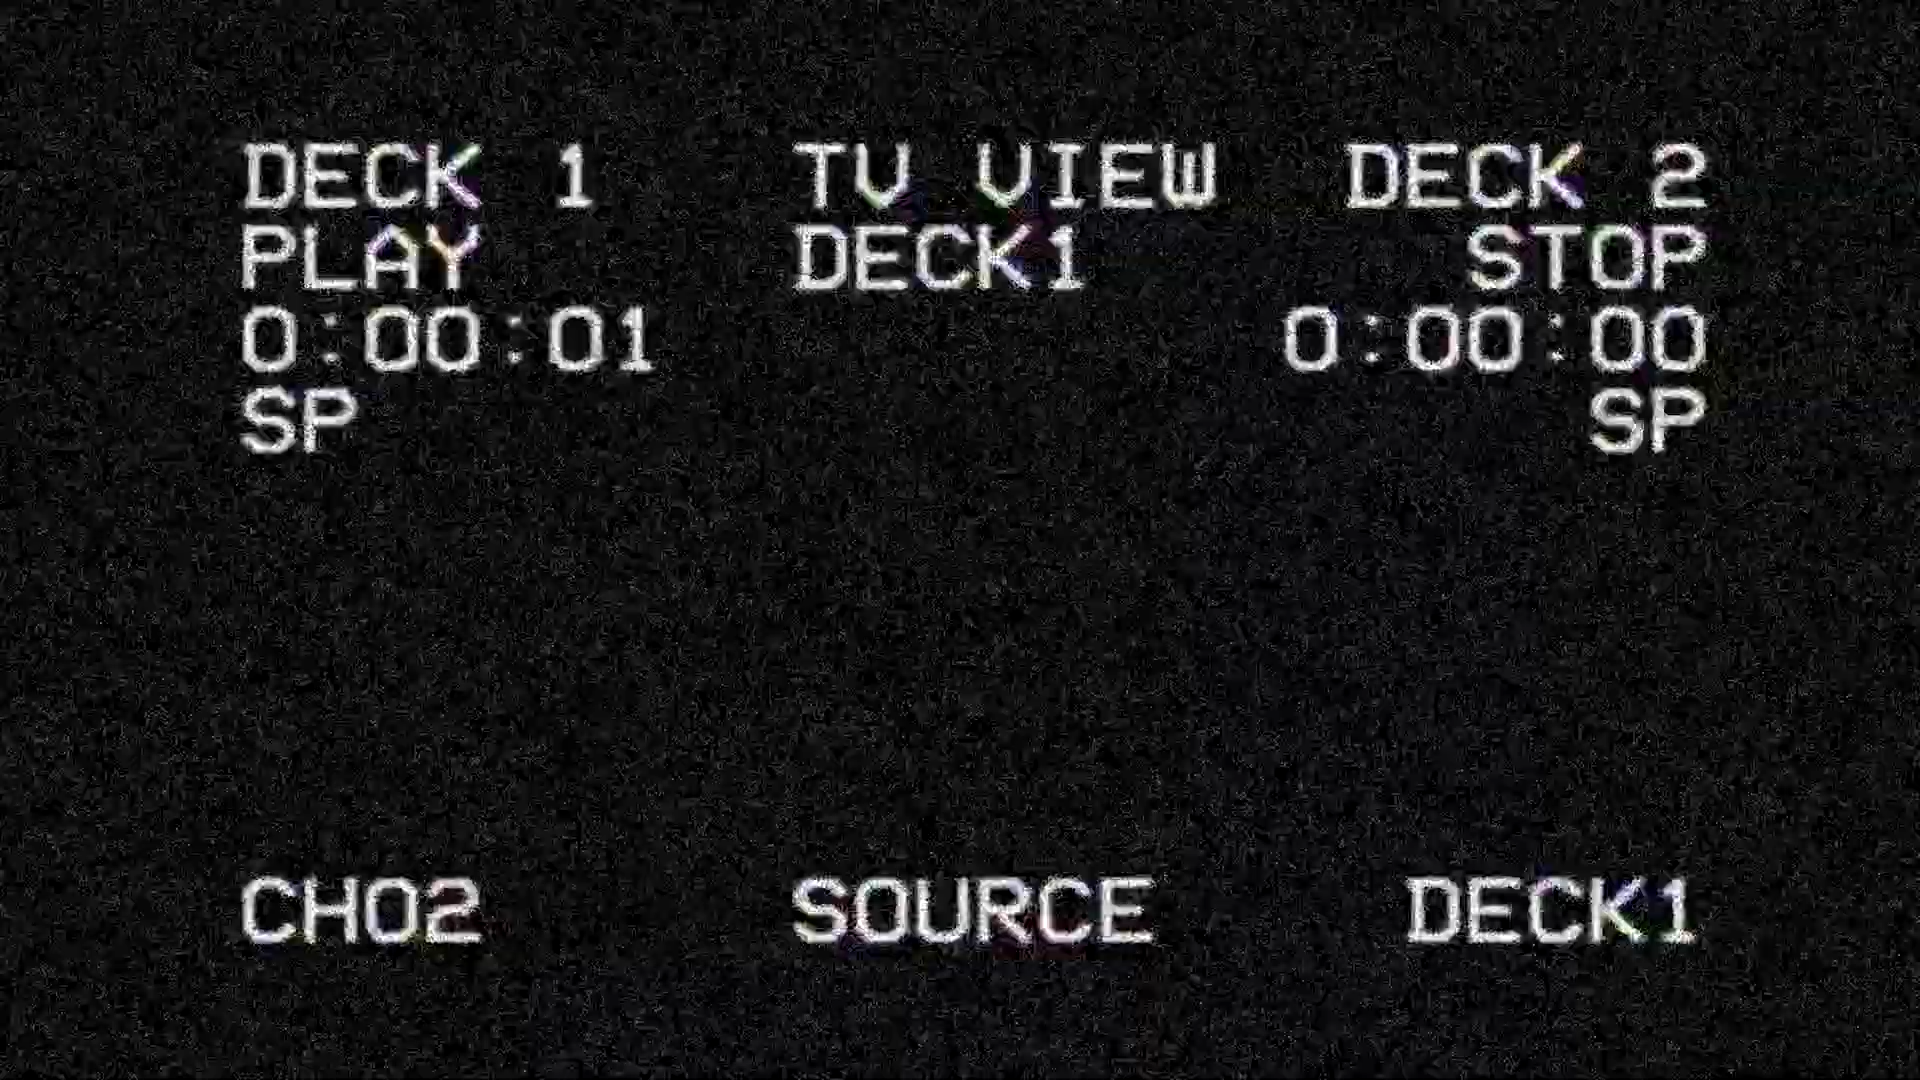 DECK 1 TV VIEW DECK 2
PLAY DECK1 STOP
0:00:01 0:00:00
SP SP
CH02 SOURCE DECK1